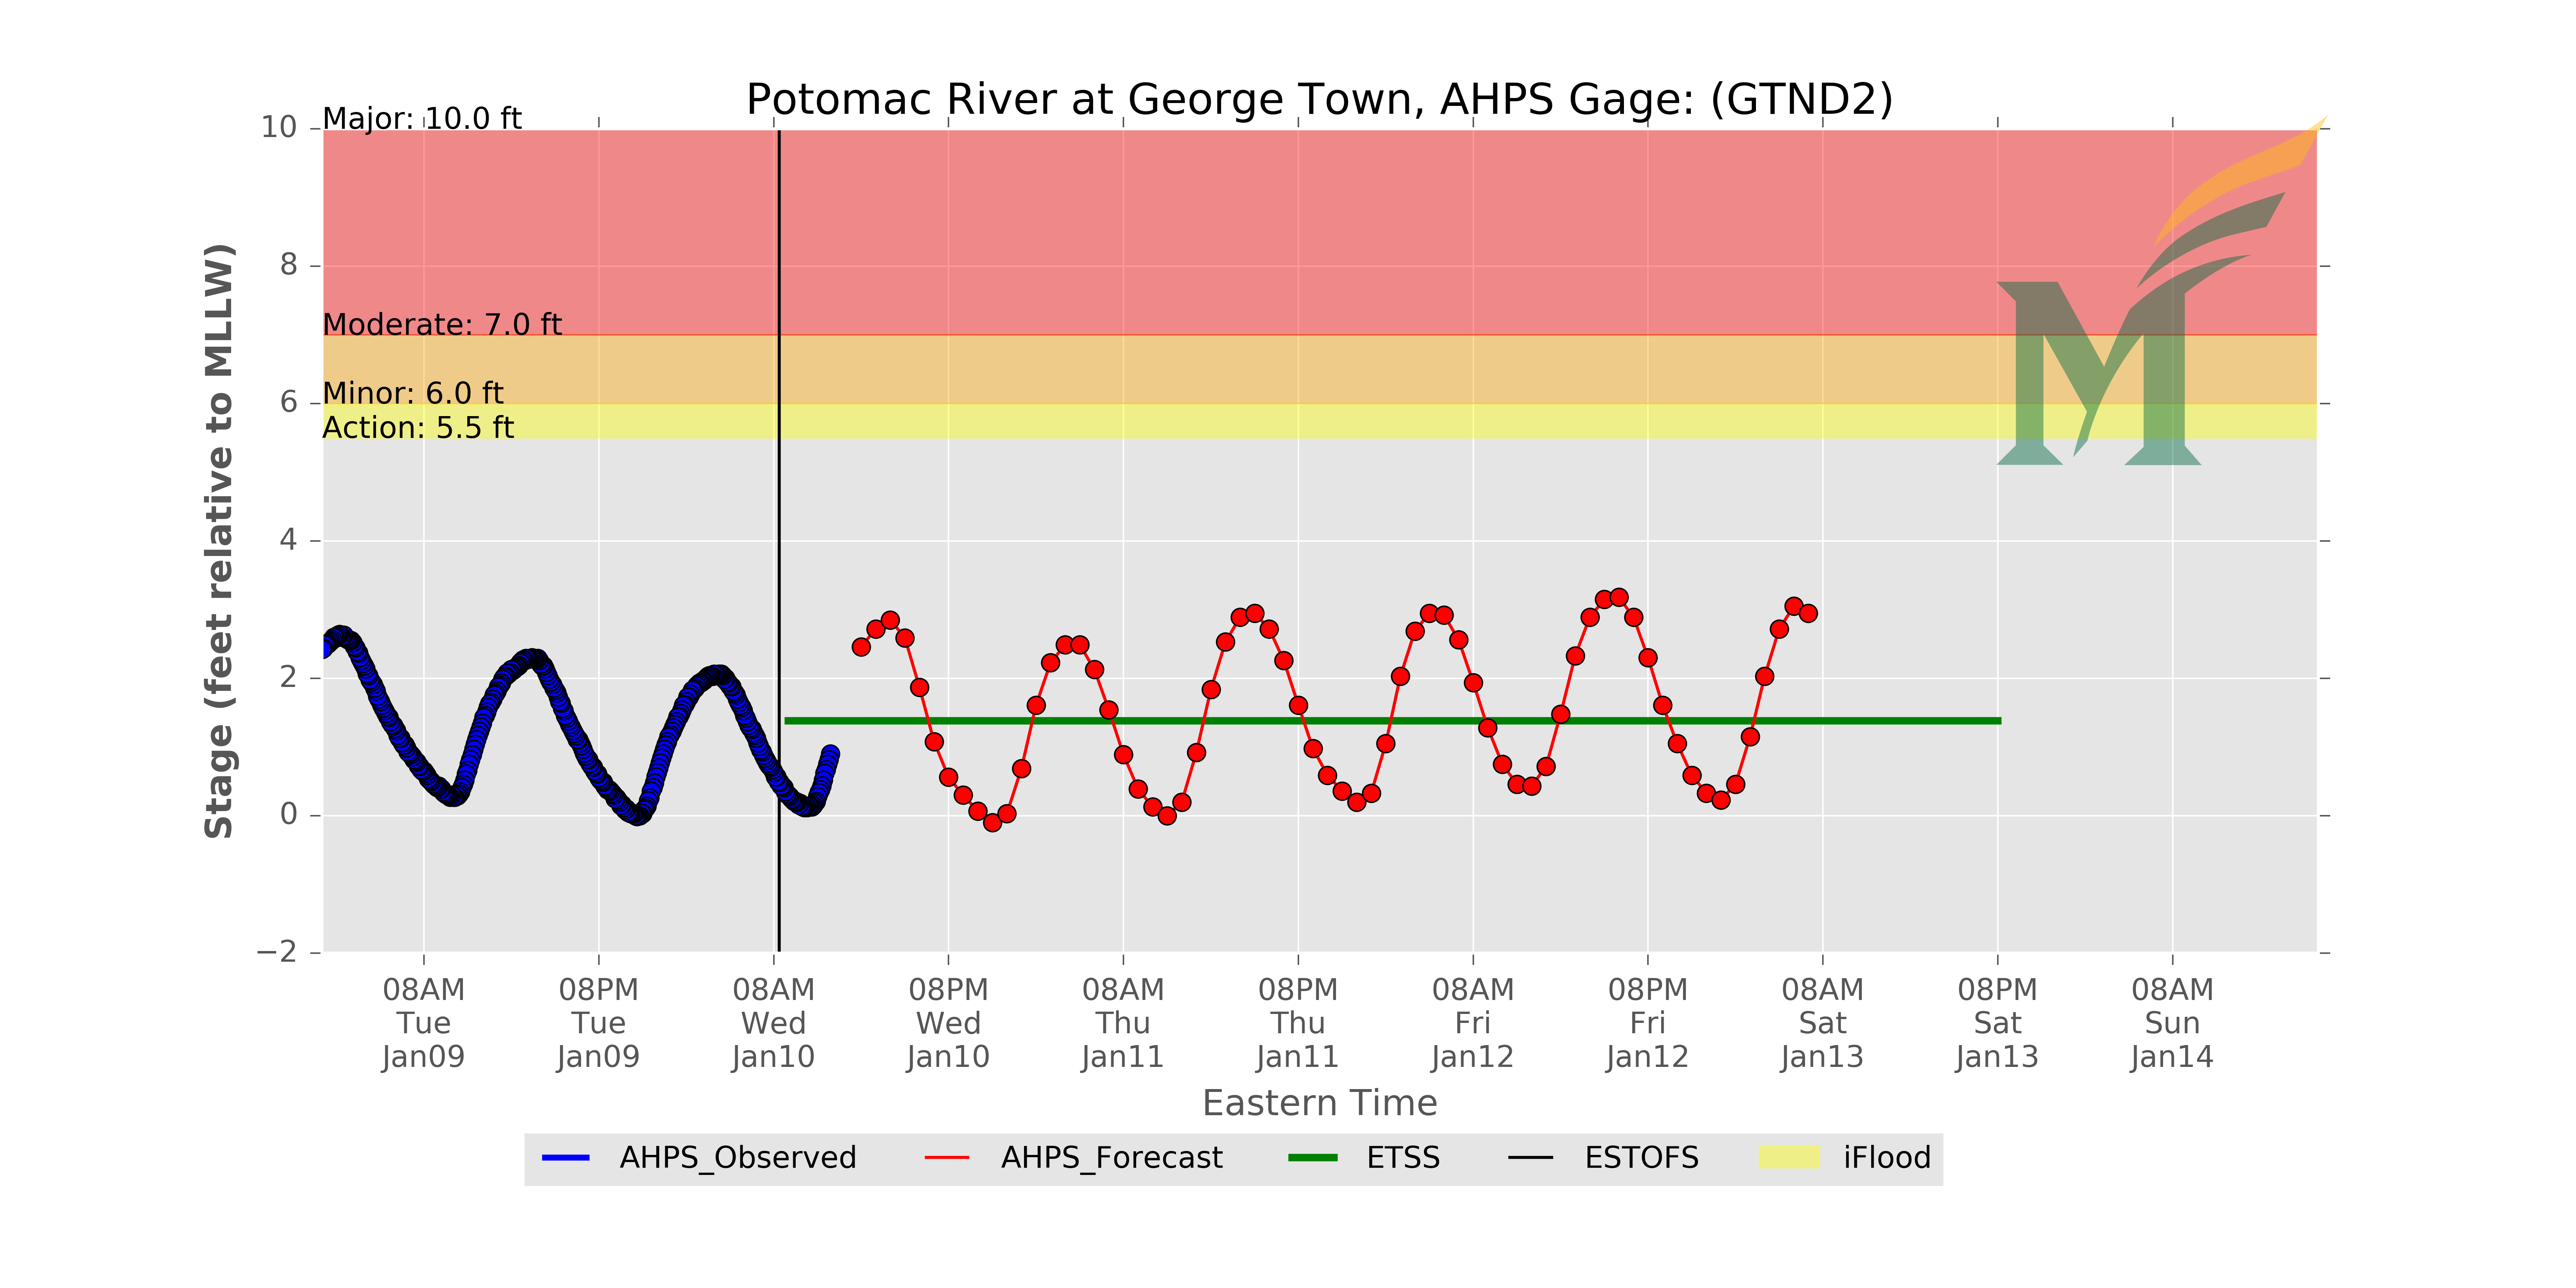 Potomac River at George Town, AHPS Gage: (GTND2)
Major: 10.0 ft
Moderate: 7.0 ft
Minor: 6.0 ft
Action: 5.5 ft
Stage (feet relative to MLLW)
10
8
6
4
2
0
−2
08AM 08PM 08AM 08PM 08AM 08PM 08AM 08PM 08AM 08PM 08AM
Tue Tue Wed Wed Thu Thu Fri Fri Sat Sat Sun
Jan09 Jan09 Jan10 Jan10 Jan11 Jan11 Jan12 Jan12 Jan13 Jan13 Jan14
Eastern Time
AHPS_Observed AHPS_Forecast ETSS ESTOFS iFlood